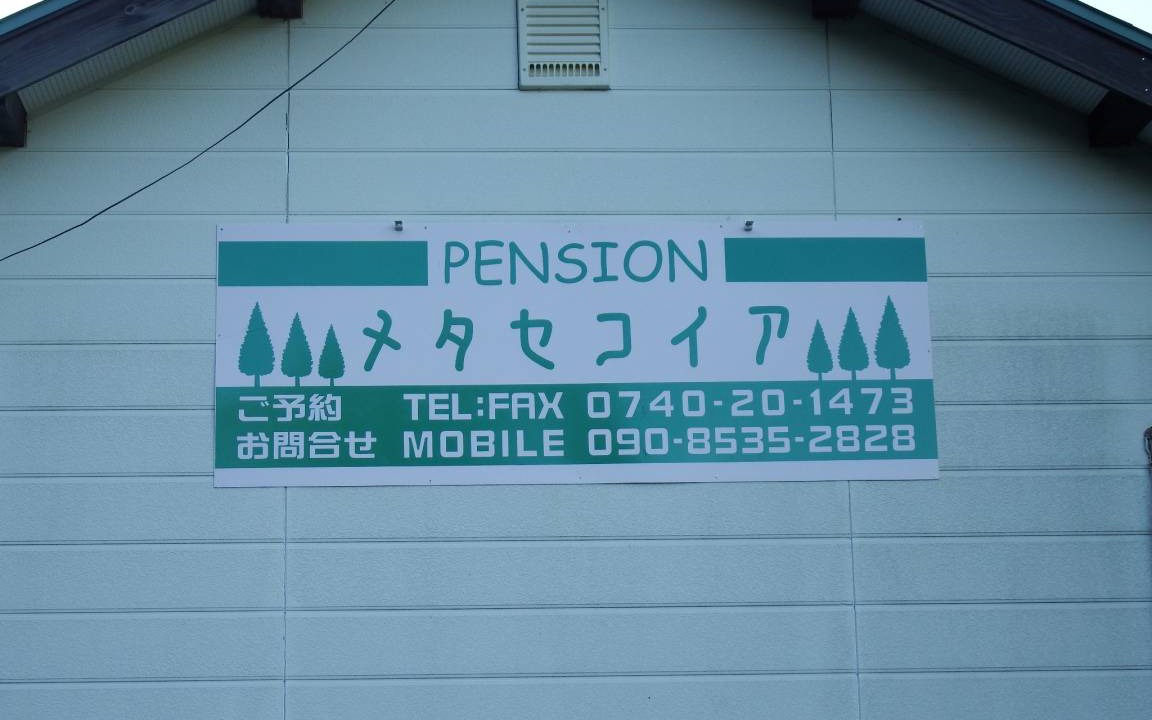 PENSION
メタセコイア
ご予約 TEL:FAX 0740-20-1473
お問合せ MOBILE 090-8535-2828